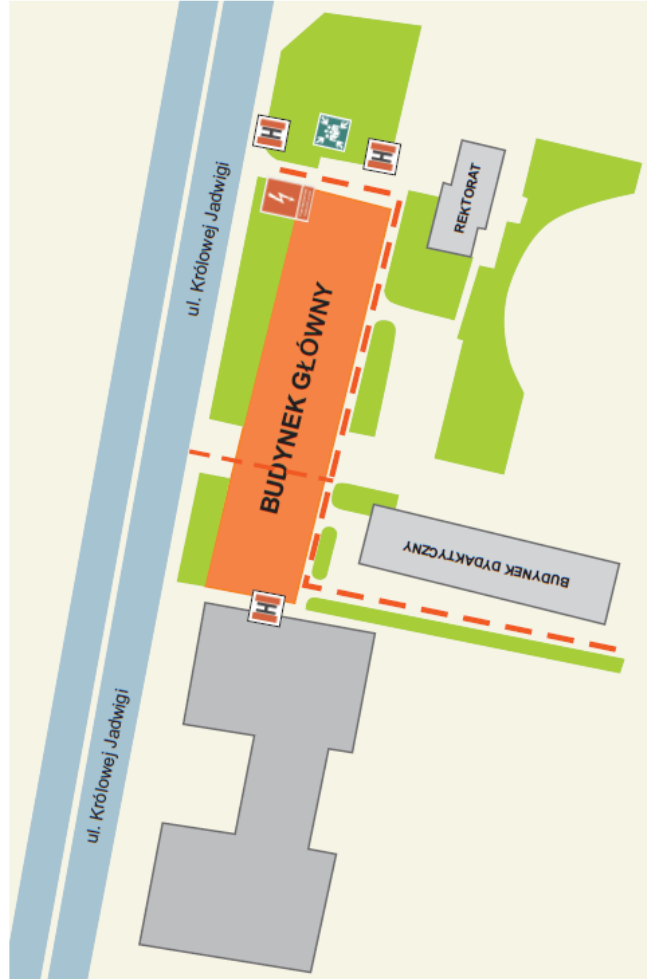 H
H
ul. Królowej Jadwigi
REKTORAT
BUDYNEK GŁÓWNY
BUDYNEK DYDAKTYCZNY
H
ul. Królowej Jadwigi